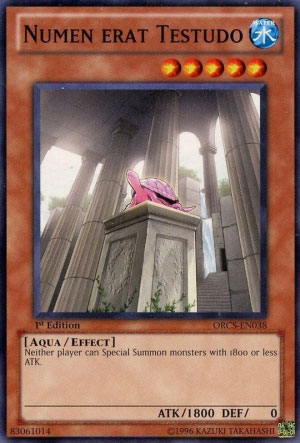 NUMEN ERAT TESTUDO
WATER
水
1st Edition
ORCS-EN038
[AQUA / EFFECT]
Neither player can Special Summon monsters with 1800 or less
ATK.
ATK/1800 DEF/ 0
83061014
©1996 KAZUKI TAKAHASHI